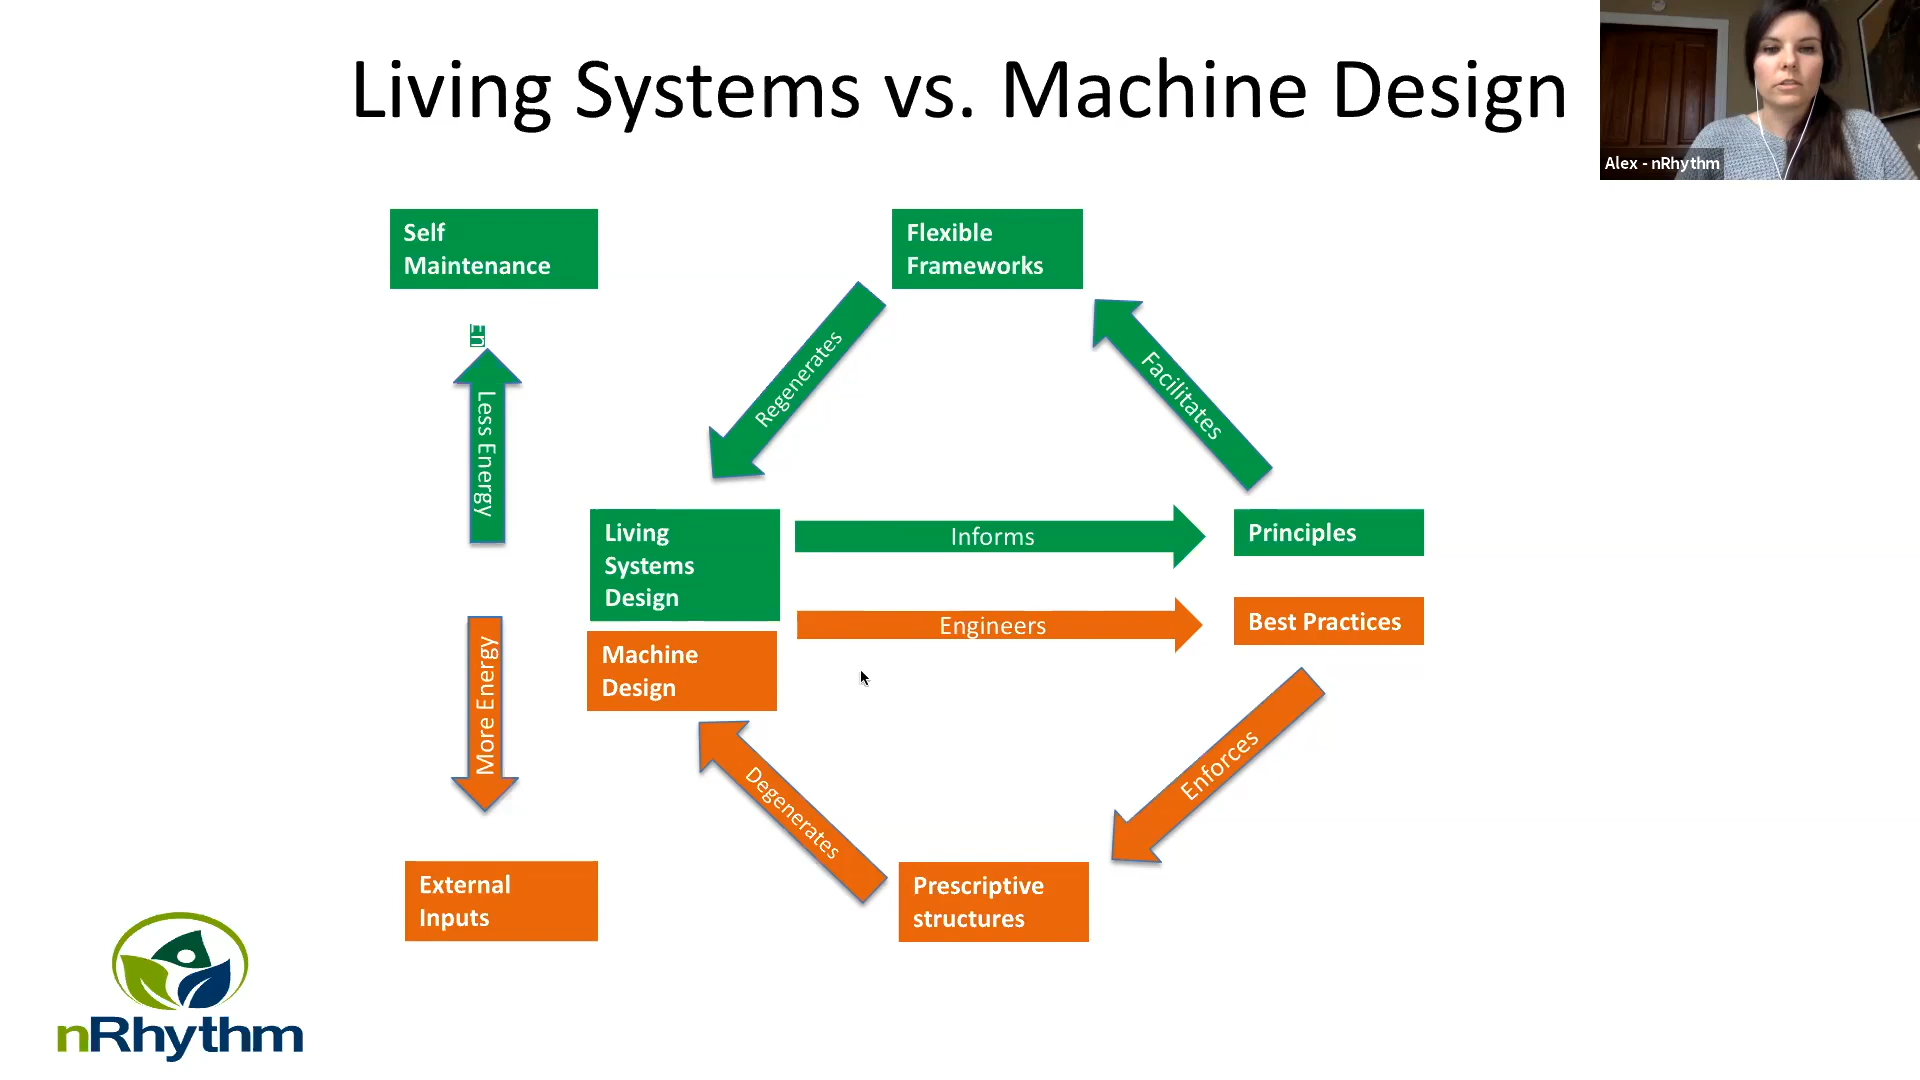 Living Systems vs. Machine Design
Alex - nRhythm
Self
Maintenance
Flexible
Frameworks
En
Less Energy
Regenerates
Facilitates
Living
Systems
Design
Informs
Principles
Engineers
Best Practices
Machine
Design
More Energy
Degenerates
Enforces
External
Inputs
Prescriptive
structures
nRhythm